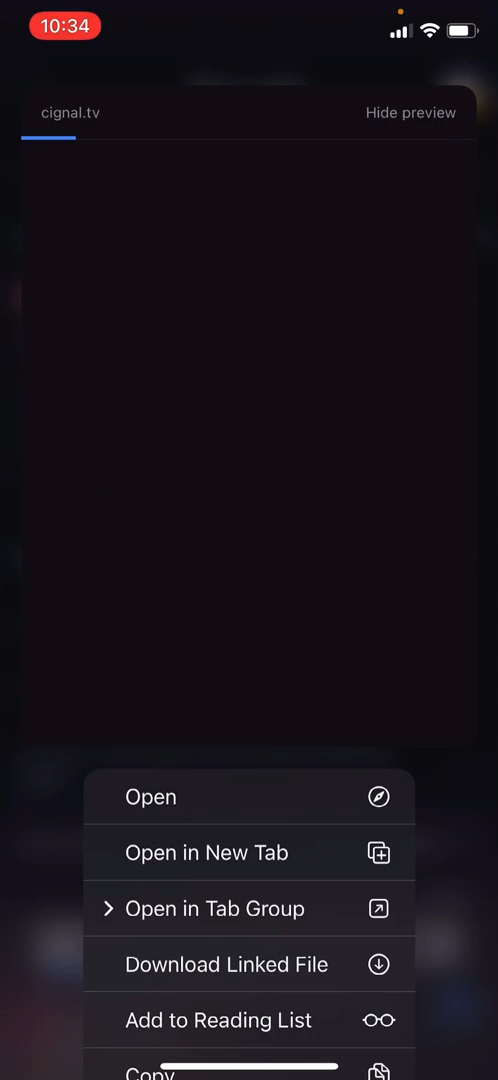 10:34
cignal.tv
Hide preview
Open
Open in New Tab
Open in Tab Group
Download Linked File
Add to Reading List
Copy